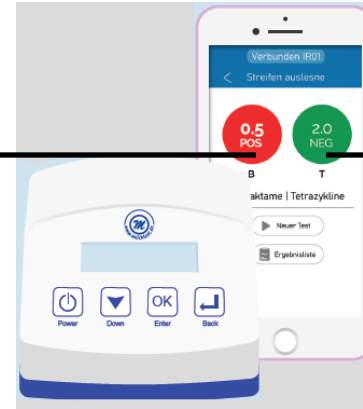 Verbunden IR01
Streifen auslesne
0.5
POS
2.0
NEG
B
T
aktame | Tetrazykline
Neuer Test
Ergebnisliste
OK
Power
Down
Enter
Back